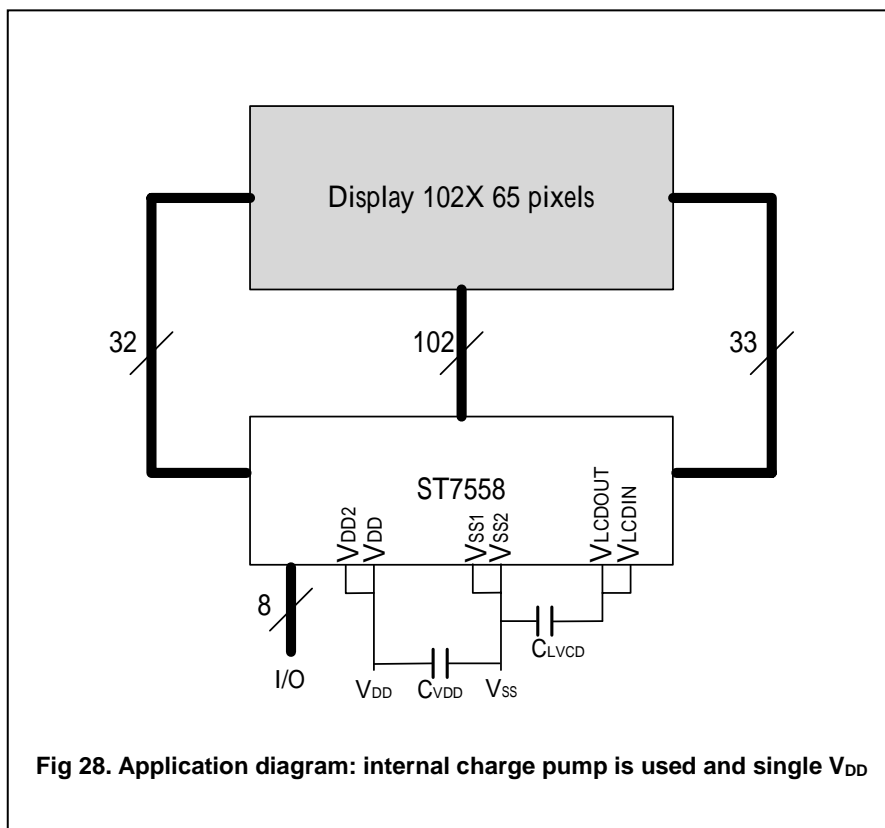 Display 102X 65 pixels
32
102
33
ST7558
VDD2
VDD
VSS1
VSS2
VLCDOUT
VLCDIN
8
I/O
VDD
CVDD
VSS
CLVCD
Fig 28. Application diagram: internal charge pump is used and single VDD